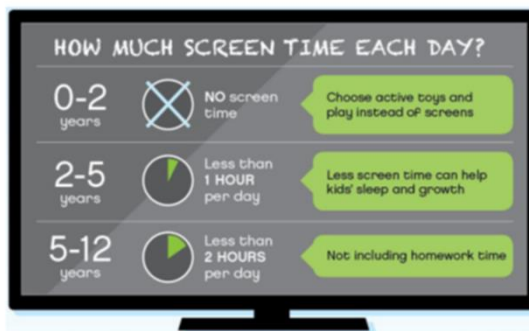 HOW MUCH SCREEN TIME EACH DAY?
0-2
years
NO screen
time
Choose active toys and
play instead of screens
2-5
years
Less than
1 HOUR
per day
Less screen time can help
kids' sleep and growth
5-12
years
Less than
2 HOURS
per day
Not including homework time